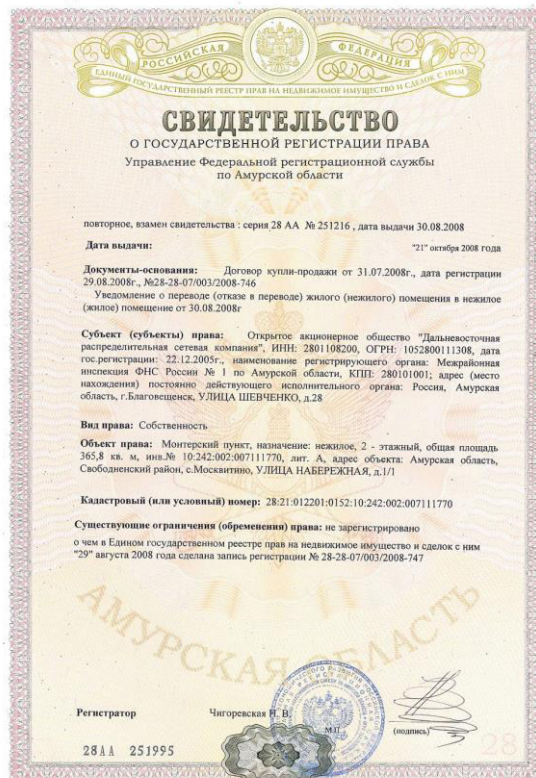 РОССИЙСКАЯ ФЕДЕРАЦИЯ
ЕДИНЫЙ ГОСУДАРСТВЕННЫЙ РЕЕСТР ПРАВ НА НЕДВИЖИМОЕ ИМУЩЕСТВО И СДЕЛОК С НИМ
СВИДЕТЕЛЬСТВО
О ГОСУДАРСТВЕННОЙ РЕГИСТРАЦИИ ПРАВА
Управление Федеральной регистрационной службы
по Амурской области
повторное, взамен свидетельства : серия 28 АА № 251216 , дата выдачи 30.08.2008
Дата выдачи: "21" октября 2008 года
Документы-основания: Договор купли-продажи от 31.07.2008г., дата регистрации
29.08.2008г., №28-28-07/003/2008-746
Уведомление о переводе (отказе в переводе) жилого (нежилого) помещения в нежилое
(жилое) помещение от 30.08.2008г
Субъект (субъекты) права: Открытое акционерное общество "Дальневосточная
распределительная сетевая компания", ИНН: 2801108200, ОГРН: 1052800111308, дата
гос.регистрации: 22.12.2005г., наименование регистрирующего органа: Межрайонная
инспекция ФНС России № 1 по Амурской области, КПП: 280101001; адрес (место
нахождения) постоянно действующего исполнительного органа: Россия, Амурская
область, г.Благовещенск, УЛИЦА ШЕВЧЕНКО, д.28
Вид права: Собственность
Объект права: Монтерский пункт, назначение: нежилое, 2 - этажный, общая площадь
365,8 кв. м, инв.№ 10:242:002:007111770, лит. А, адрес объекта: Амурская область,
Свободненский район, с.Москвитино, УЛИЦА НАБЕРЕЖНАЯ, д.1/1
Кадастровый (или условный) номер: 28:21:012201:0152:10:242:002:007111770
Существующие ограничения (обременения) права: не зарегистрировано
о чем в Едином государственном реестре прав на недвижимое имущество и сделок с ним
"29" августа 2008 года сделана запись регистрации № 28-28-07/003/2008-747
АМУРСКАЯ ОБЛАСТЬ
Регистратор Чигоревская Н. В.
М.П.
(подпись)
28АА 251995
28